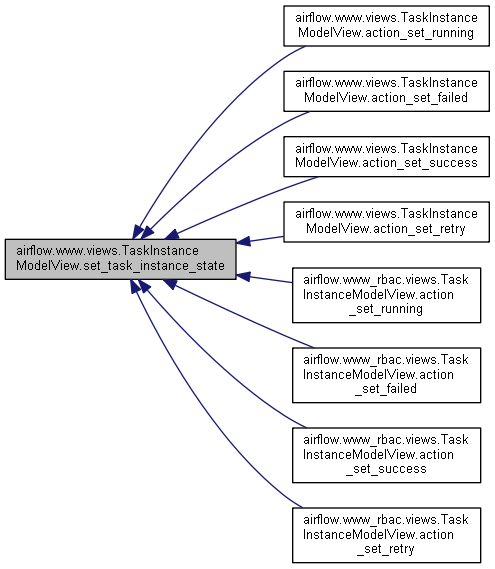 airflow.www.views.TaskInstance
ModelView.action_set_running
airflow.www.views.TaskInstance
ModelView.action_set_failed
airflow.www.views.TaskInstance
ModelView.action_set_success
airflow.www.views.TaskInstance
ModelView.action_set_retry
airflow.www.views.TaskInstance
ModelView.set_task_instance_state
airflow.www_rbac.views.Task
InstanceModelView.action
_set_running
airflow.www_rbac.views.Task
InstanceModelView.action
_set_failed
airflow.www_rbac.views.Task
InstanceModelView.action
_set_success
airflow.www_rbac.views.Task
InstanceModelView.action
_set_retry